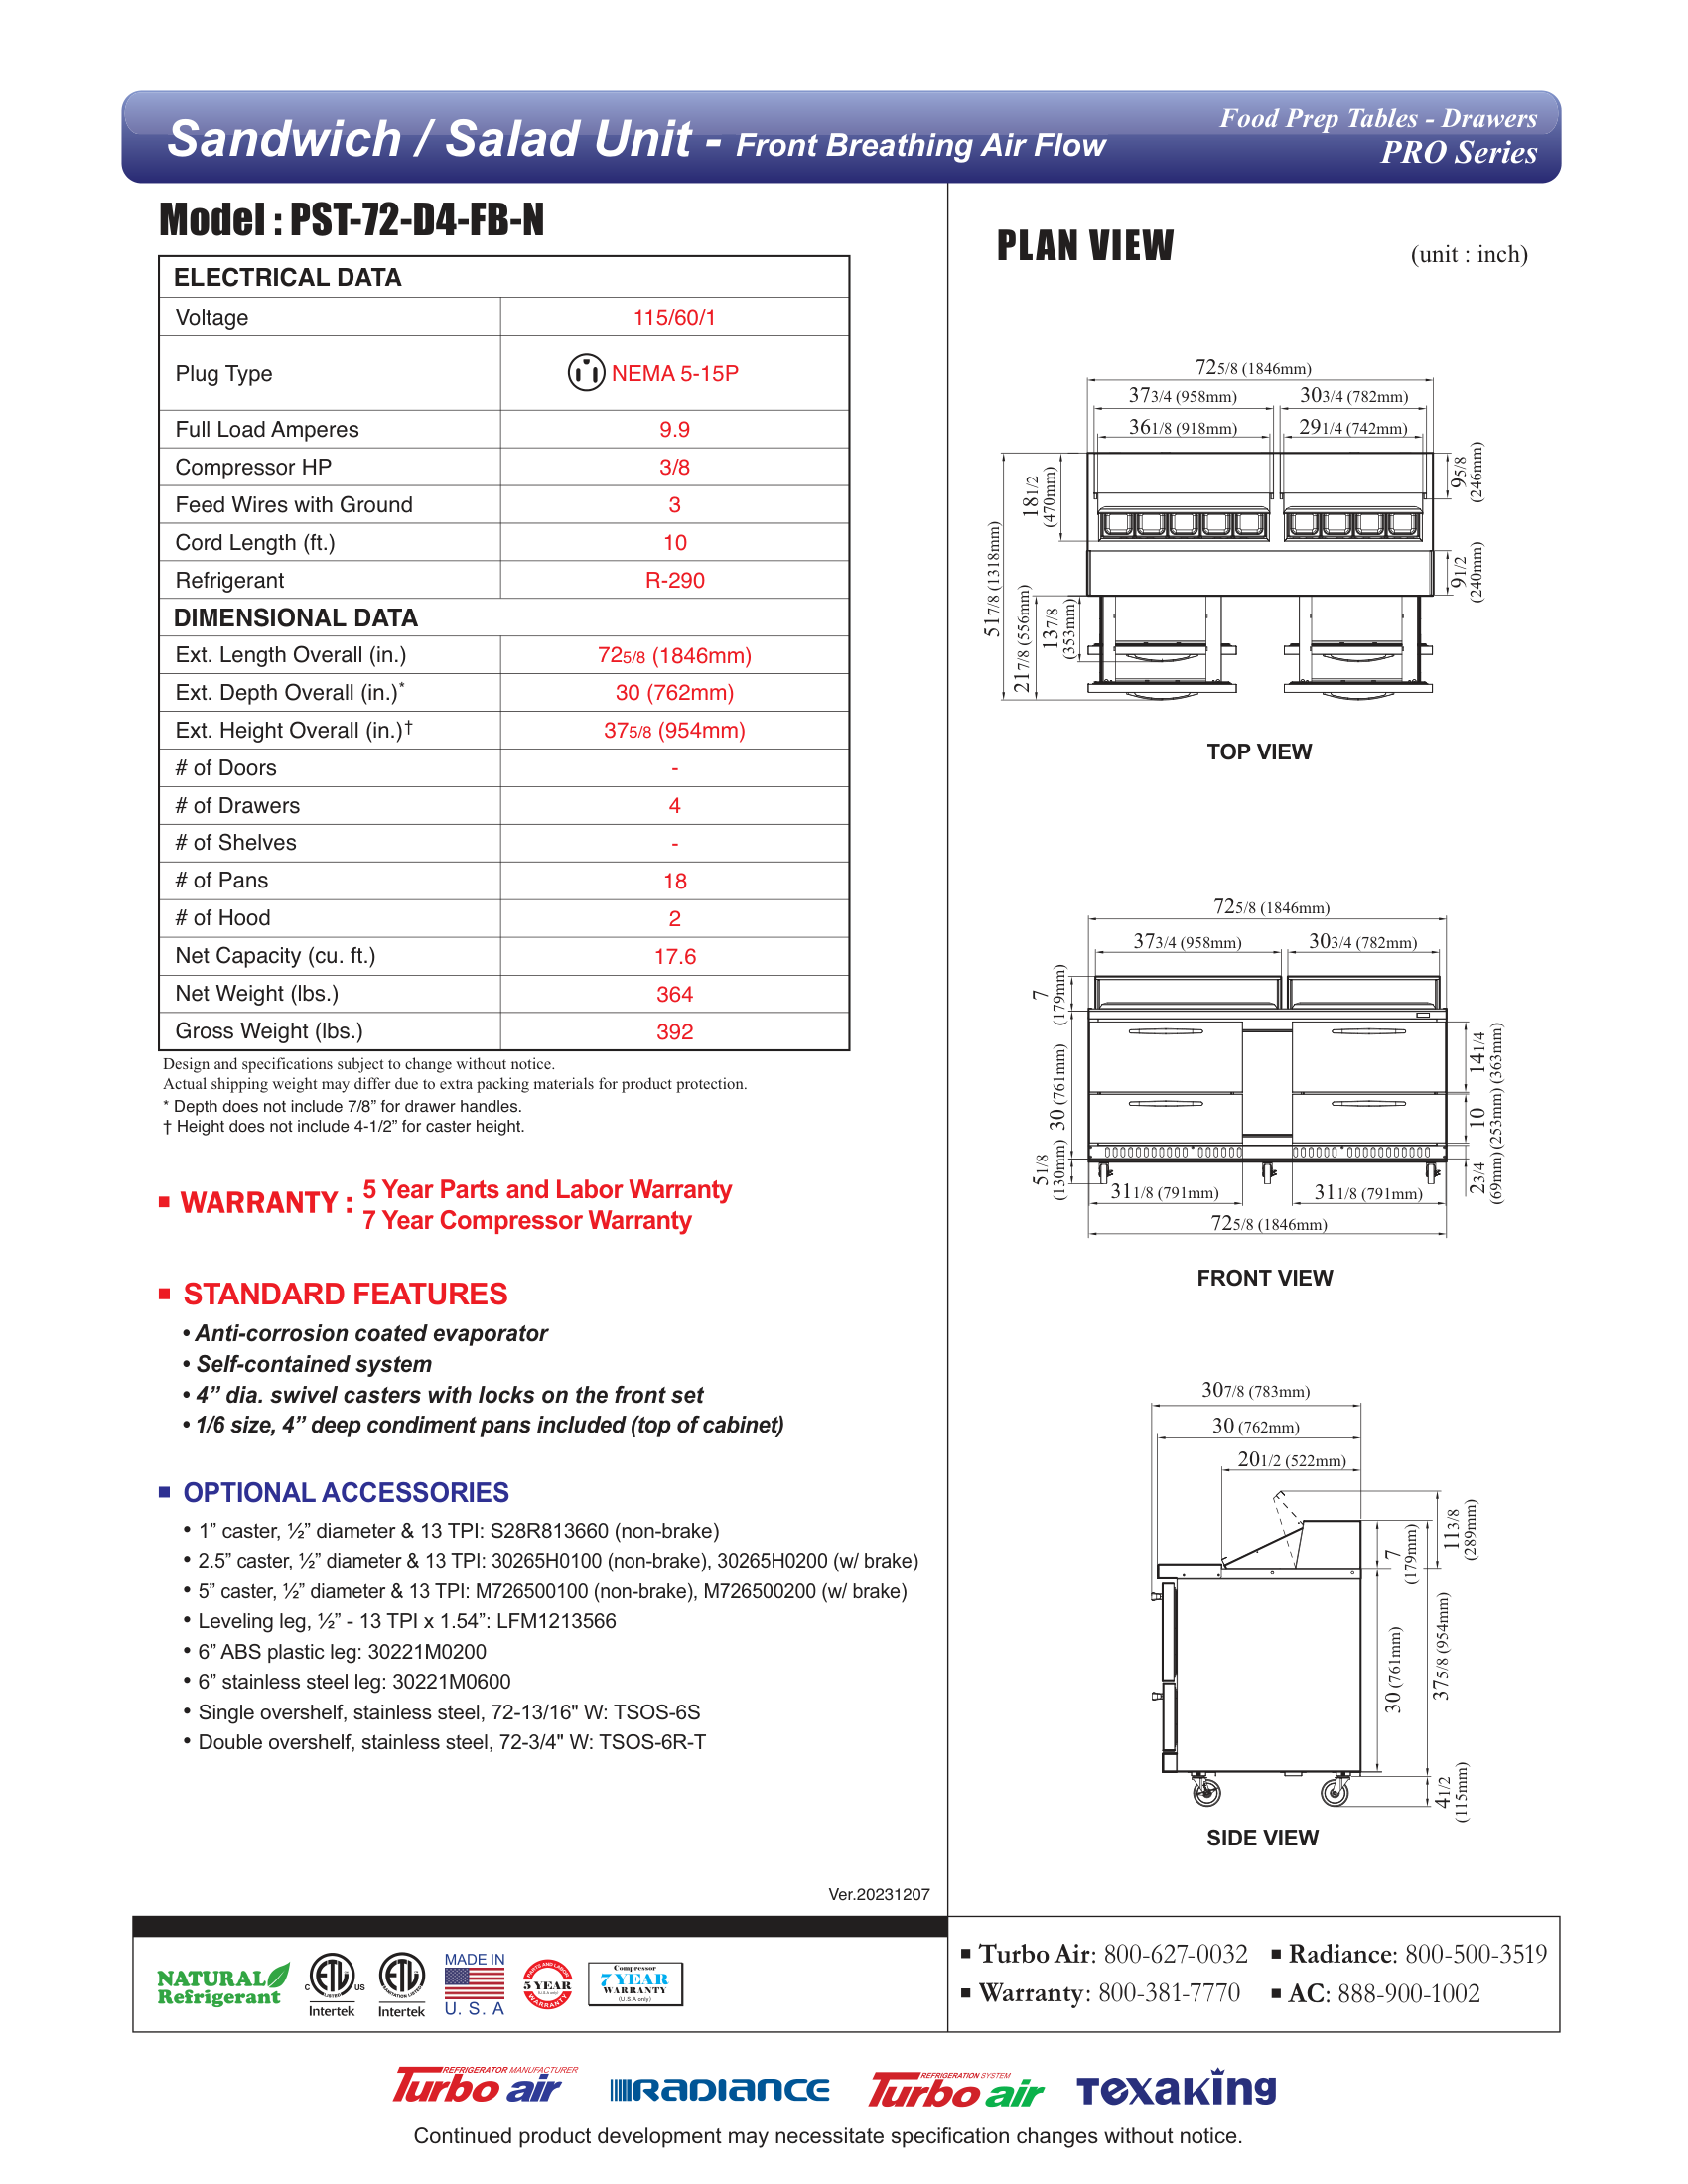 Sandwich / Salad Unit - Front Breathing Air Flow
Food Prep Tables - Drawers
PRO Series
Model : PST-72-D4-FB-N
ELECTRICAL DATA
Voltage 115/60/1
Plug Type NEMA 5-15P
Full Load Amperes 9.9
Compressor HP 3/8
Feed Wires with Ground 3
Cord Length (ft.) 10
Refrigerant R-290
DIMENSIONAL DATA
Ext. Length Overall (in.) 725/8 (1846mm)
Ext. Depth Overall (in.)* 30 (762mm)
Ext. Height Overall (in.)† 375/8 (954mm)
# of Doors -
# of Drawers 4
# of Shelves -
# of Pans 18
# of Hood 2
Net Capacity (cu. ft.) 17.6
Net Weight (lbs.) 364
Gross Weight (lbs.) 392
Design and specifications subject to change without notice.
Actual shipping weight may differ due to extra packing materials for product protection.
* Depth does not include 7/8” for drawer handles.
† Height does not include 4-1/2” for caster height.
■ WARRANTY : 5 Year Parts and Labor Warranty
7 Year Compressor Warranty
■ STANDARD FEATURES
• Anti-corrosion coated evaporator
• Self-contained system
• 4” dia. swivel casters with locks on the front set
• 1/6 size, 4” deep condiment pans included (top of cabinet)
■ OPTIONAL ACCESSORIES
• 1” caster, ½” diameter & 13 TPI: S28R813660 (non-brake)
• 2.5” caster, ½” diameter & 13 TPI: 30265H0100 (non-brake), 30265H0200 (w/ brake)
• 5” caster, ½” diameter & 13 TPI: M726500100 (non-brake), M726500200 (w/ brake)
• Leveling leg, ½” - 13 TPI x 1.54”: LFM1213566
• 6” ABS plastic leg: 30221M0200
• 6” stainless steel leg: 30221M0600
• Single overshelf, stainless steel, 72-13/16" W: TSOS-6S
• Double overshelf, stainless steel, 72-3/4" W: TSOS-6R-T
Ver.20231207
PLAN VIEW
(unit : inch)
725/8 (1846mm)
373/4 (958mm)
303/4 (782mm)
361/8 (918mm)
291/4 (742mm)
95/8
(246mm)
181/2
(470mm)
517/8 (1318mm)
91/2
(240mm)
217/8 (556mm)
137/8
(353mm)
TOP VIEW
725/8 (1846mm)
373/4 (958mm)
303/4 (782mm)
7
(179mm)
30 (761mm)
51/8
(130mm)
141/4
(363mm)
10
(253mm)
23/4
(69mm)
311/8 (791mm)
311/8 (791mm)
725/8 (1846mm)
FRONT VIEW
307/8 (783mm)
30 (762mm)
201/2 (522mm)
113/8
(289mm)
7
(179mm)
30 (761mm)
375/8 (954mm)
41/2
(115mm)
SIDE VIEW
NATURAL
Refrigerant
C ETL US
LISTED
Intertek
ETL
SANITATION LISTED
Intertek
MADE IN
U. S. A
PARTS AND LABOR
5 YEAR
(U.S.A only)
WARRANTY
Compressor
7 YEAR
WARRANTY
(U.S.A only)
■ Turbo Air: 800-627-0032 ■ Radiance: 800-500-3519
■ Warranty: 800-381-7770 ■ AC: 888-900-1002
REFRIGERATOR MANUFACTURER
Turbo air
RADIANCE
REFRIGERATION SYSTEM
Turbo air
Texaking
Continued product development may necessitate specification changes without notice.